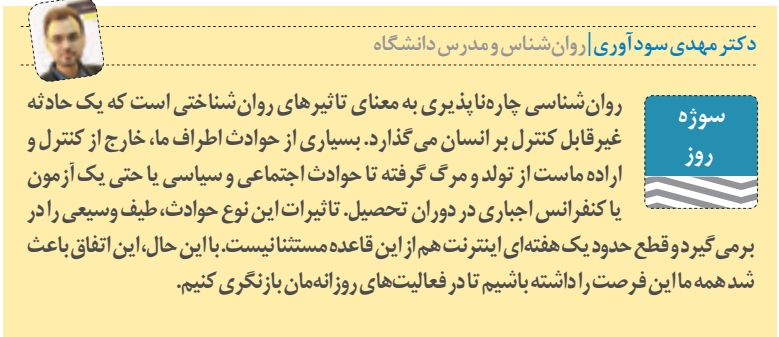 دکتر مهدی سودآوری | روان‌شناس و مدرس دانشگاه
سوژه
روز
روان‌شناسی چاره‌ناپذیری به معنای تاثیرهای روان‌شناختی است که یک حادثه
غیرقابل کنترل بر انسان می‌گذارد. بسیاری از حوادث اطراف ما، خارج از کنترل و
اراده ماست از تولد و مرگ گرفته تا حوادث اجتماعی و سیاسی یا حتی یک آزمون
یا کنفرانس اجباری در دوران تحصیل. تاثیرات این نوع حوادث، طیف وسیعی را در
برمی‌گیرد و قطع حدود یک هفته‌ای اینترنت هم از این قاعده مستثنا نیست. با این حال، این اتفاق باعث
شد همه ما این فرصت را داشته باشیم تا در فعالیت‌های روزانه‌مان بازنگری کنیم.